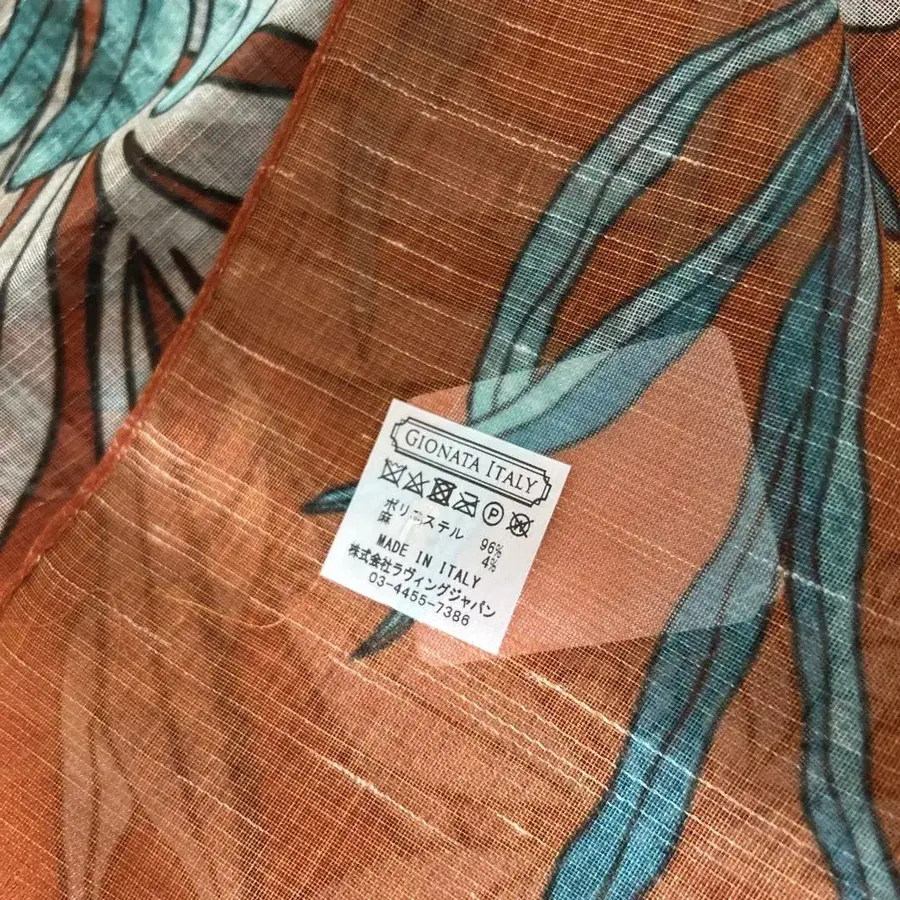 GIONATA ITALY
P W
ポリエステル 96%
麻 4%
MADE IN ITALY
株式会社ラヴィングジャパン
03-4455-7386